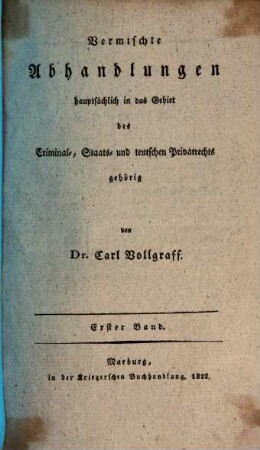 Vermischte
Abhandlungen
hauptsächlich in das Gebiet
des
Criminal-, Staats- und teutschen Privatrechts
gehörig
von
Dr. Carl Vollgraff.
Erster Band.
Marburg,
in der Kriegerschen Buchhandlung, 1822.